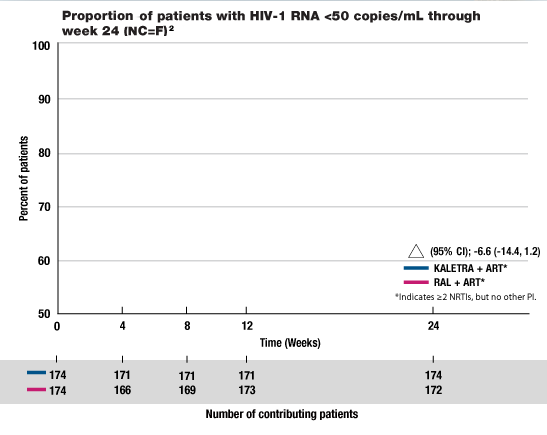 Proportion of patients with HIV-1 RNA <50 copies/mL through
week 24 (NC=F)²
100
90
80
70
60
50
Percent of patients
△ (95% CI); -6.6 (-14.4, 1.2)
KALETRA + ART*
RAL + ART*
*Indicates ≥2 NRTIs, but no other PI.
0 4 8 12 24
Time (Weeks)
174 171 171 171 174
174 166 169 173 172
Number of contributing patients